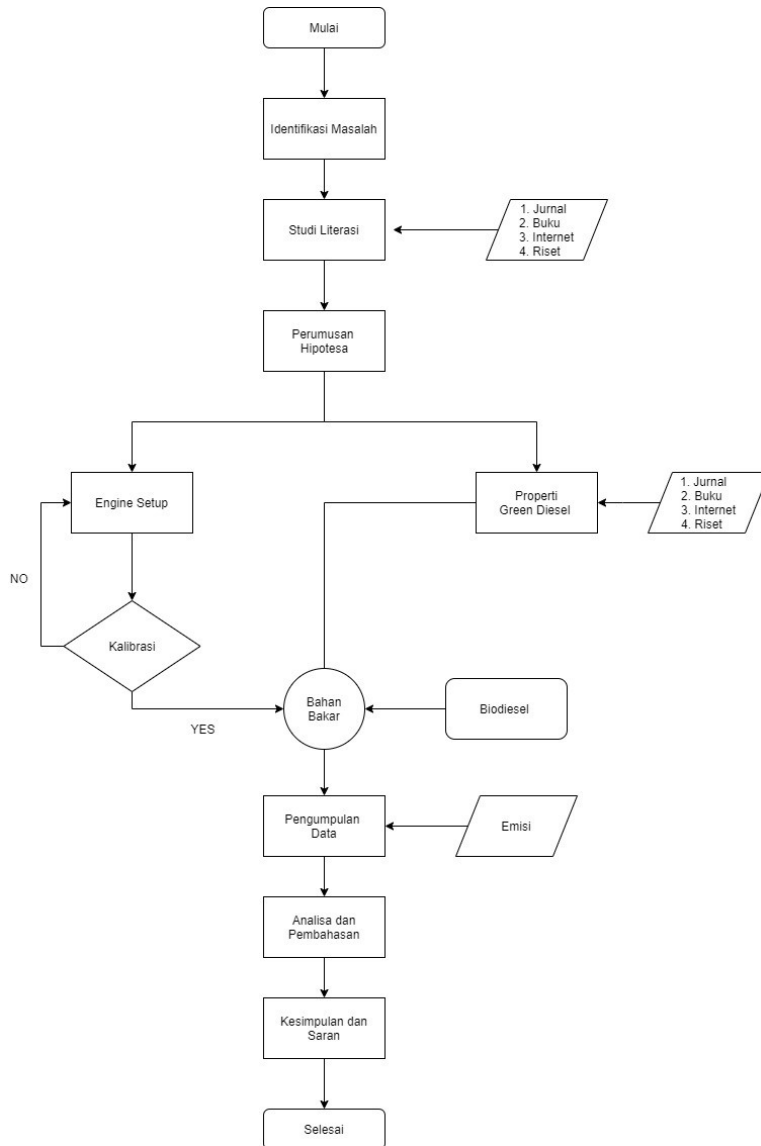 Mulai
Identifikasi Masalah
Studi Literasi
1. Jurnal
2. Buku
3. Internet
4. Riset
Perumusan
Hipotesa
Engine Setup
Properti
Green Diesel
1. Jurnal
2. Buku
3. Internet
4. Riset
NO
Kalibrasi
YES
Bahan
Bakar
Biodiesel
Pengumpulan
Data
Emisi
Analisa dan
Pembahasan
Kesimpulan dan
Saran
Selesai